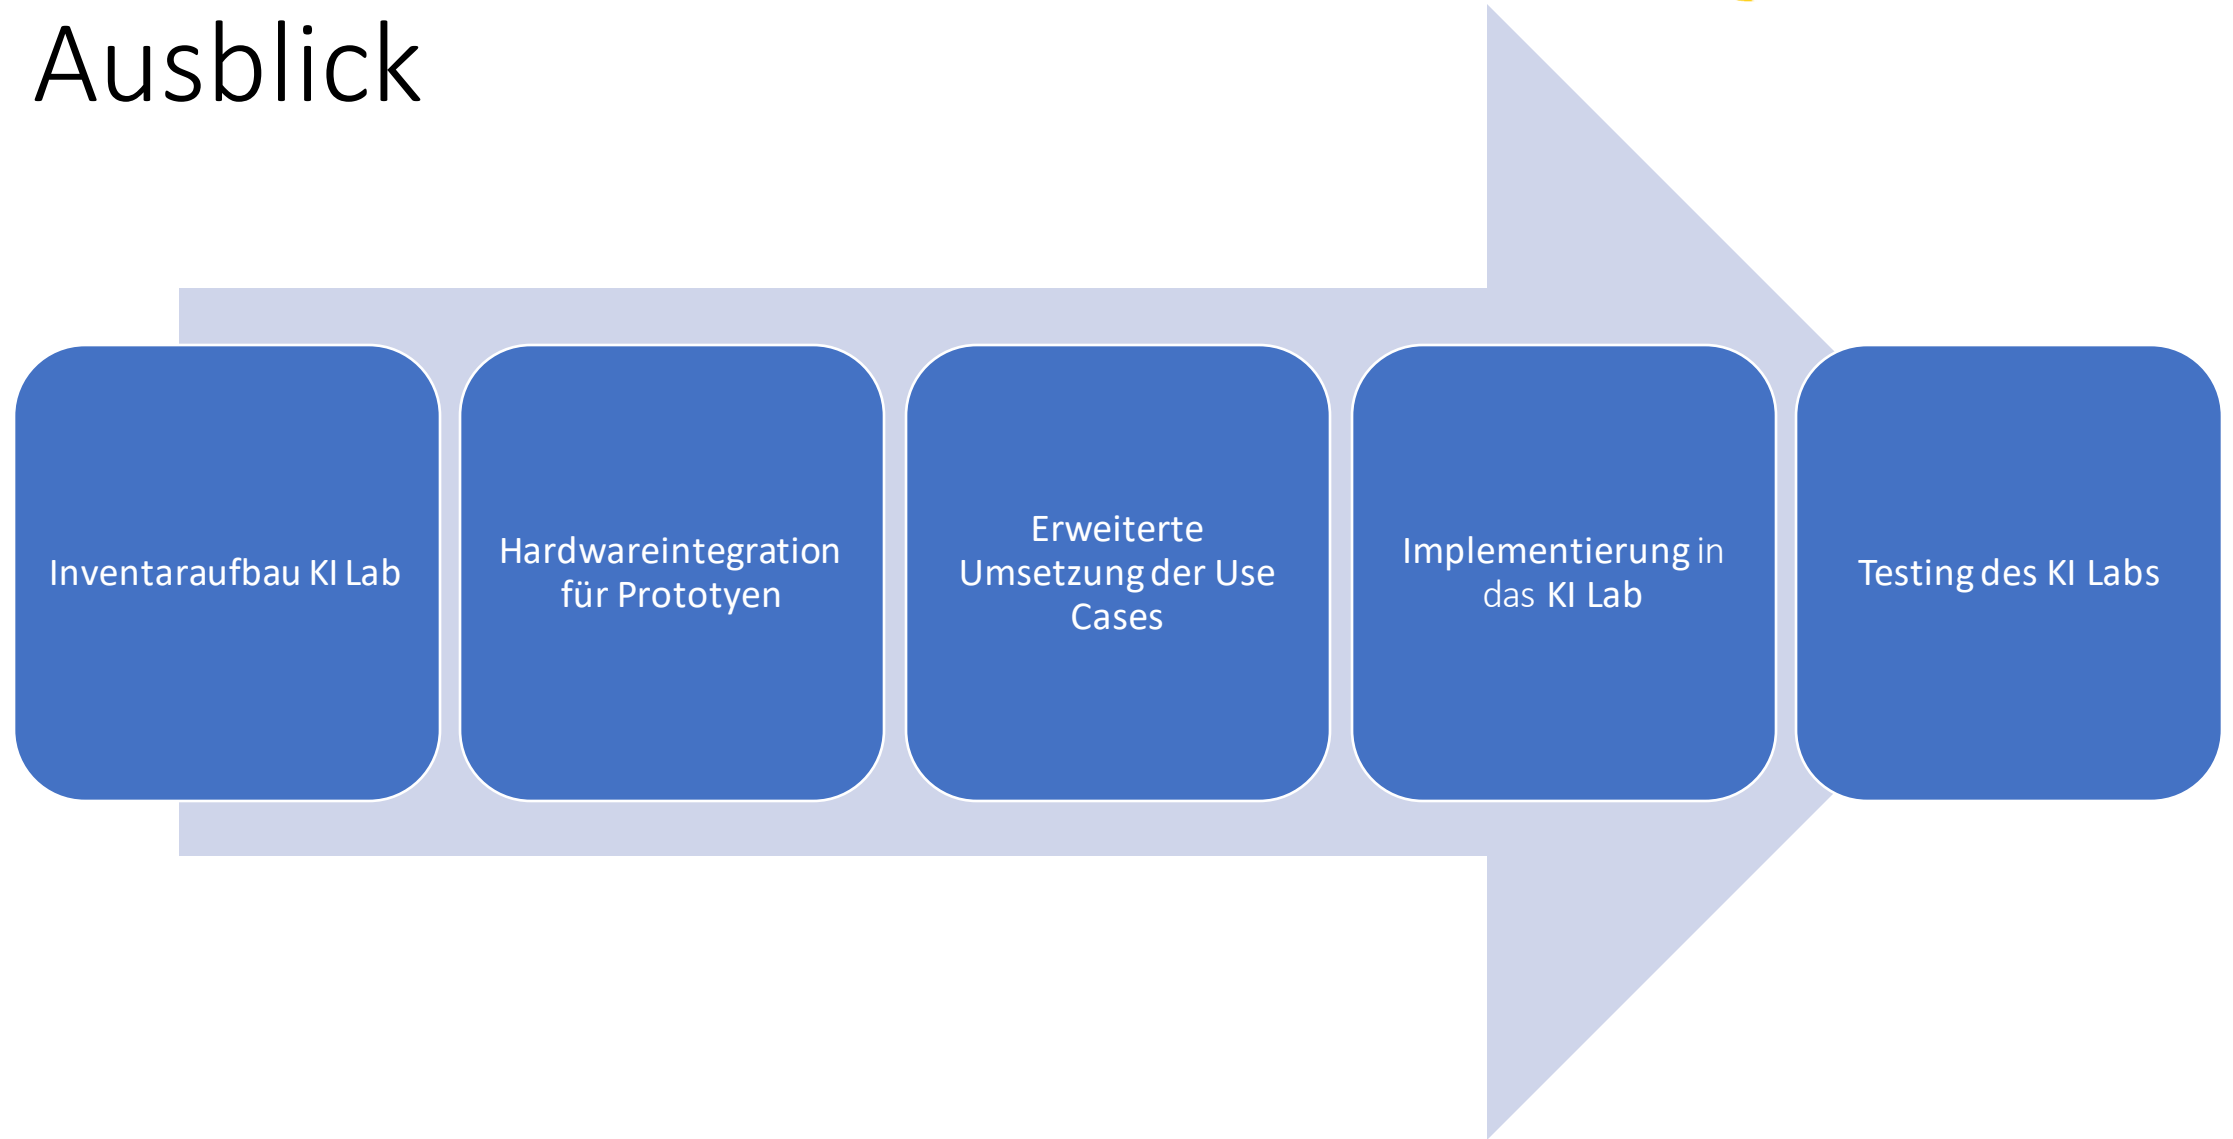 Ausblick
Inventaraufbau KI Lab
Hardwareintegration
für Prototyen
Erweiterte
Umsetzung der Use
Cases
Implementierung in
das KI Lab
Testing des KI Labs